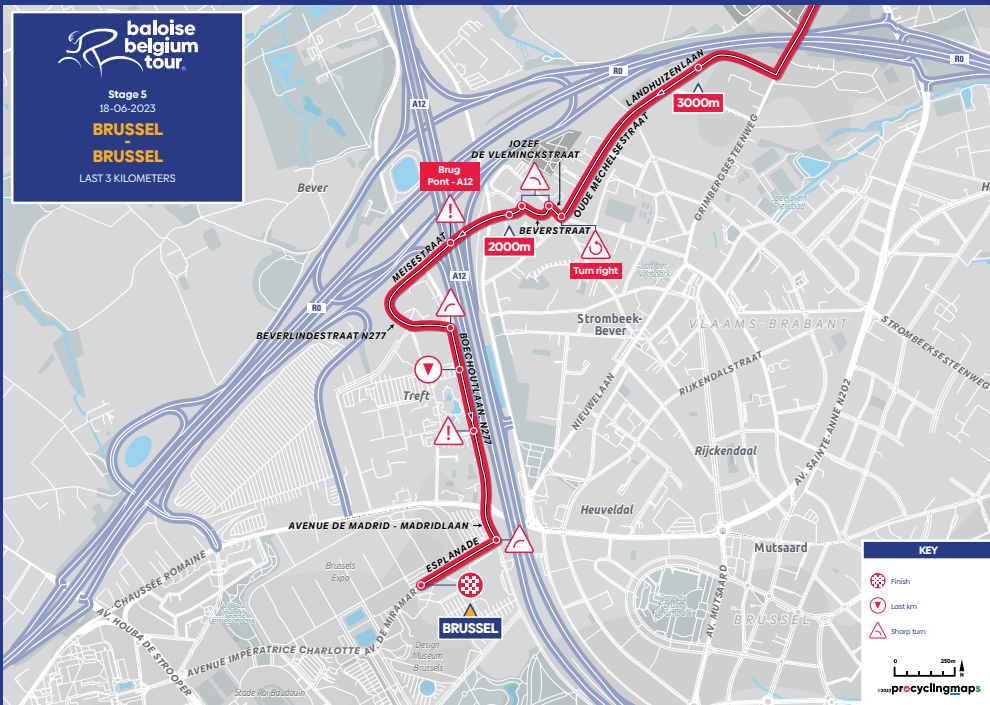 baloise
belgium
tour
Stage 5
18-06-2023
BRUSSEL
-
BRUSSEL
LAST 3 KILOMETERS
R0
R0
A12
LANDHUIZENLAAN
3000m
JOZEF
DE VLEMINCKSTRAAT
OUDE MECHELSESTRAAT
GRIMBERGSESTEENWEG
Brug
Pont - A12
Bever
!
BEVERSTRAAT
2000m
Turn right
MEISESTRAAT
A12
R0
BEVERLINDESTRAAT N277
Strombeek-
Bever
VLAAMS-BRABANT
STROMBEEKSESTEENWEG
BOECHOUTLAAN N277
RIJKENDALSTRAAT
NIEUWELAAN
Treft
!
AV. SAINTE-ANNE N202
Rijckendaal
Heuveldal
AVENUE DE MADRID - MADRIDLAAN
ESPLANADE
Mutsaard
Brussels
Expo
CHAUSSÉE ROMAINE
AV. HOUBA DE STROOPER
AV. DE MIRAMAR
BRUSSEL
AV. MUTSAARD
BRUSSEL
AVENUE IMPÉRATRICE CHARLOTTE
Design
Museum
Brussels
Stade Roi Baudouin
KEY
Finish
Last km
Sharp turn
0 250m
N
©2023 procyclingmaps